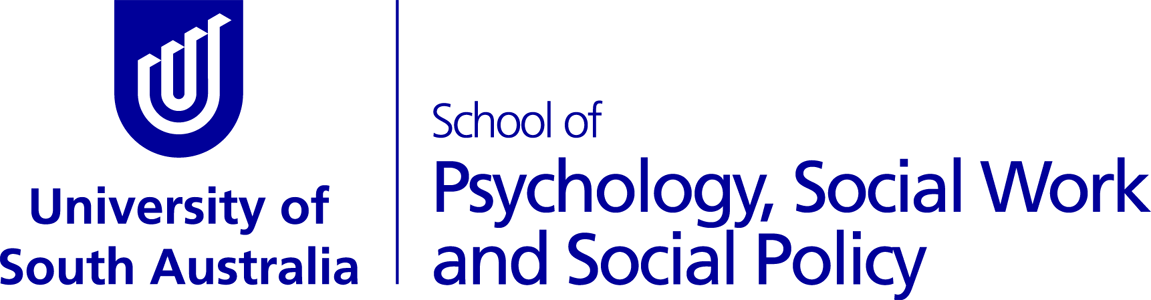 University of
South Australia
School of
Psychology, Social Work
and Social Policy